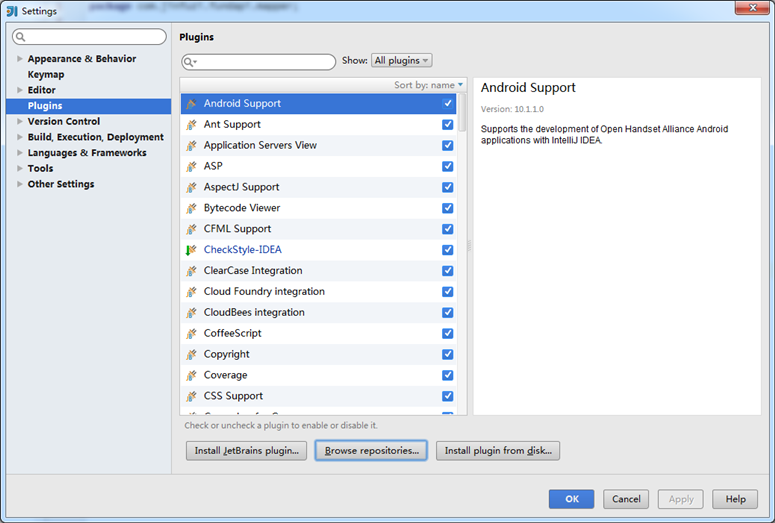 Settings
Plugins
Show: All plugins
Appearance & Behavior
Keymap
Editor
Plugins
Version Control
Build, Execution, Deployment
Languages & Frameworks
Tools
Other Settings
Sort by: name
Android Support
Ant Support
Application Servers View
ASP
AspectJ Support
Bytecode Viewer
CFML Support
CheckStyle-IDEA
ClearCase Integration
Cloud Foundry integration
CloudBees integration
CoffeeScript
Copyright
Coverage
CSS Support
Android Support
Version: 10.1.1.0
Supports the development of Open Handset Alliance Android
applications with IntelliJ IDEA.
Check or uncheck a plugin to enable or disable it.
Install JetBrains plugin...
Browse repositories...
Install plugin from disk...
OK
Cancel
Apply
Help